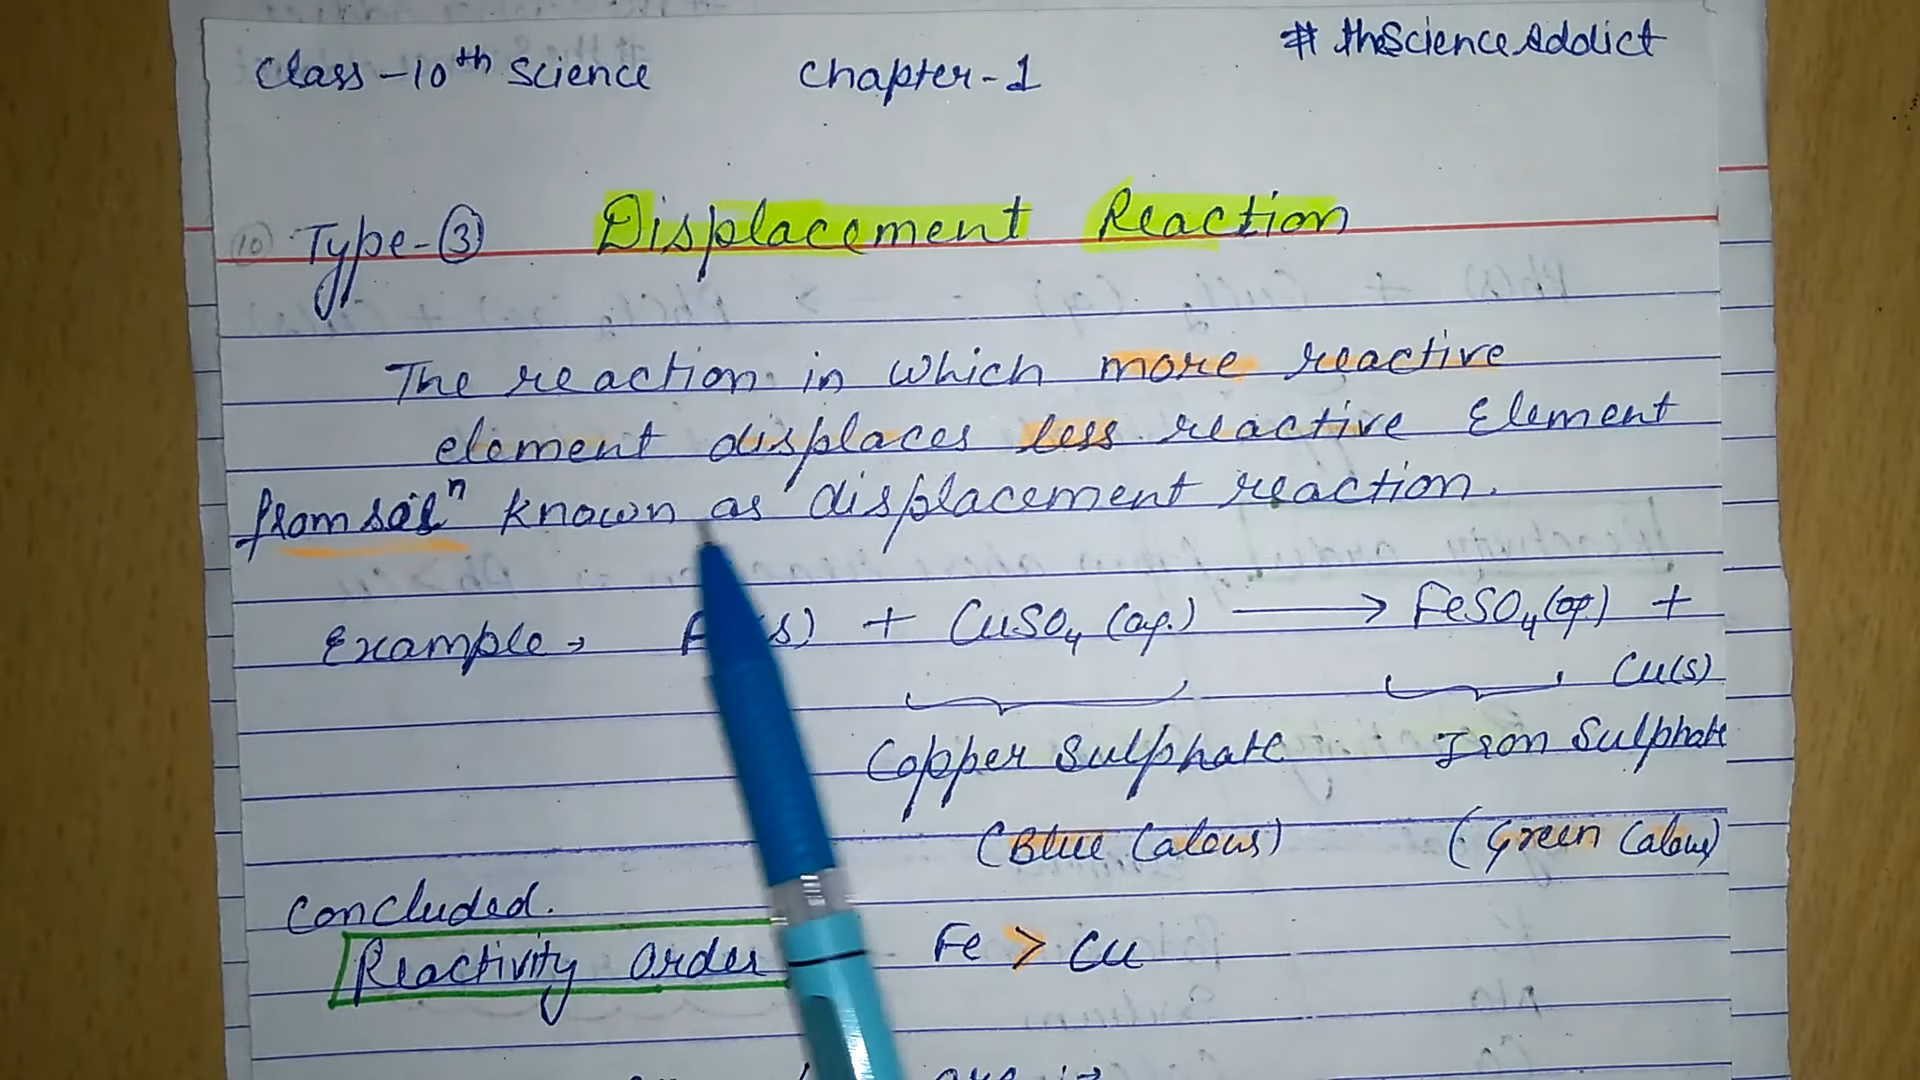 Class-10th Science Chapter-1 # theScienceAddict
Type-③ Displacement Reaction
The reaction in which more reactive
element displaces less reactive Element
from solⁿ known as displacement reaction.
Example → F (s) + CuSO₄ (aq.) ⟶ FeSO₄(aq) +
Cu(s)
Copper Sulphate Iron Sulphate
(Blue Colour) (Green Colour)
Concluded.
Reactivity Order Fe > Cu